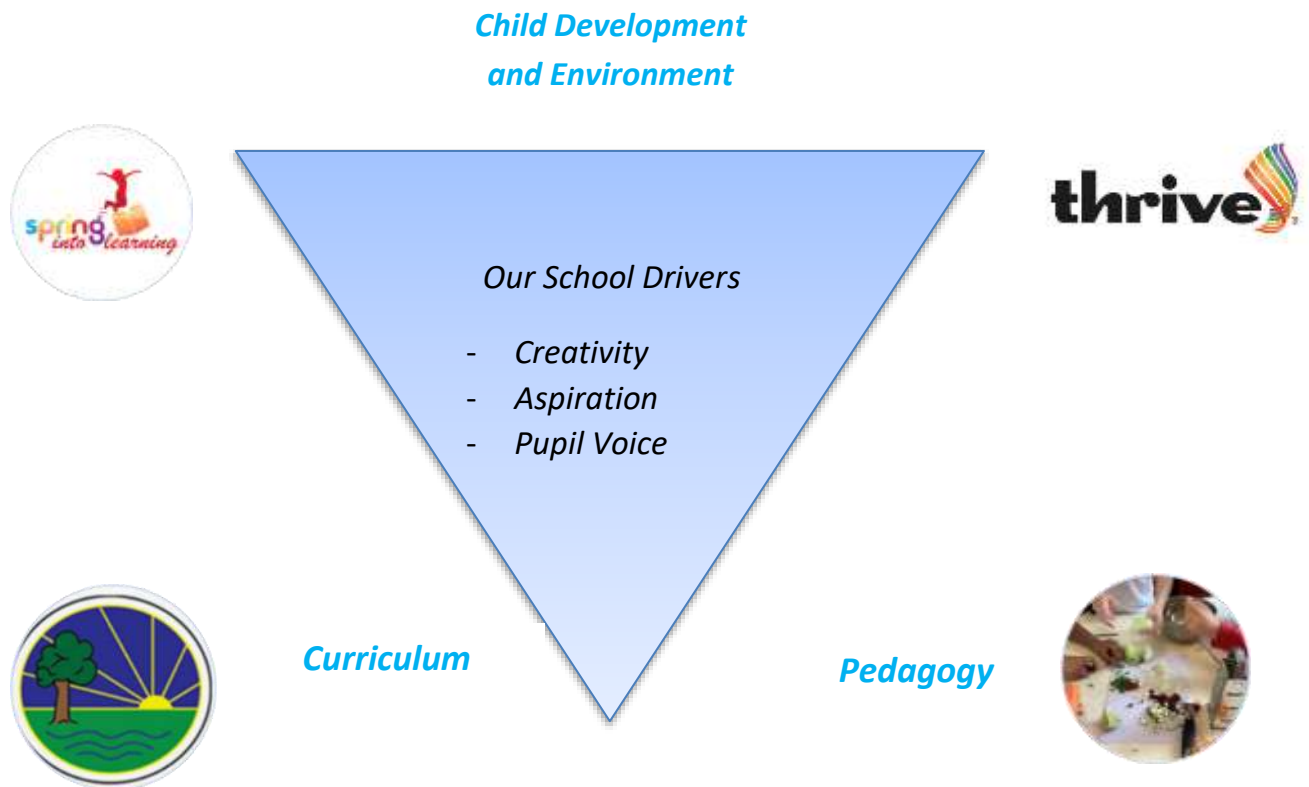 Child Development
and Environment
spring
into learning
thrive
Our School Drivers
- Creativity
- Aspiration
- Pupil Voice
Curriculum
Pedagogy